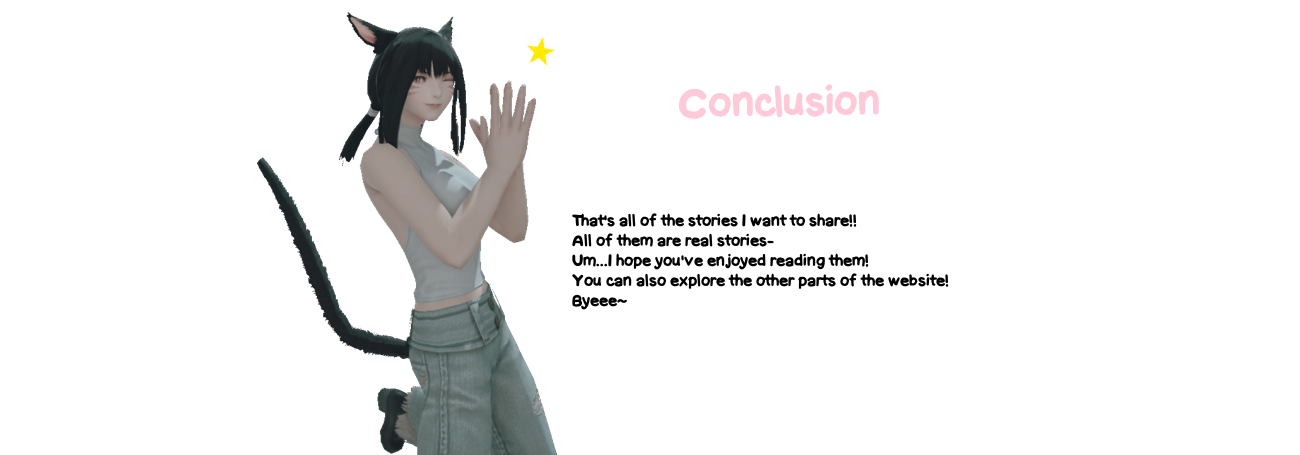 Conclusion
That's all of the stories I want to share!!
All of them are real stories-
Um...I hope you've enjoyed reading them!
You can also explore the other parts of the website!
Byeee~